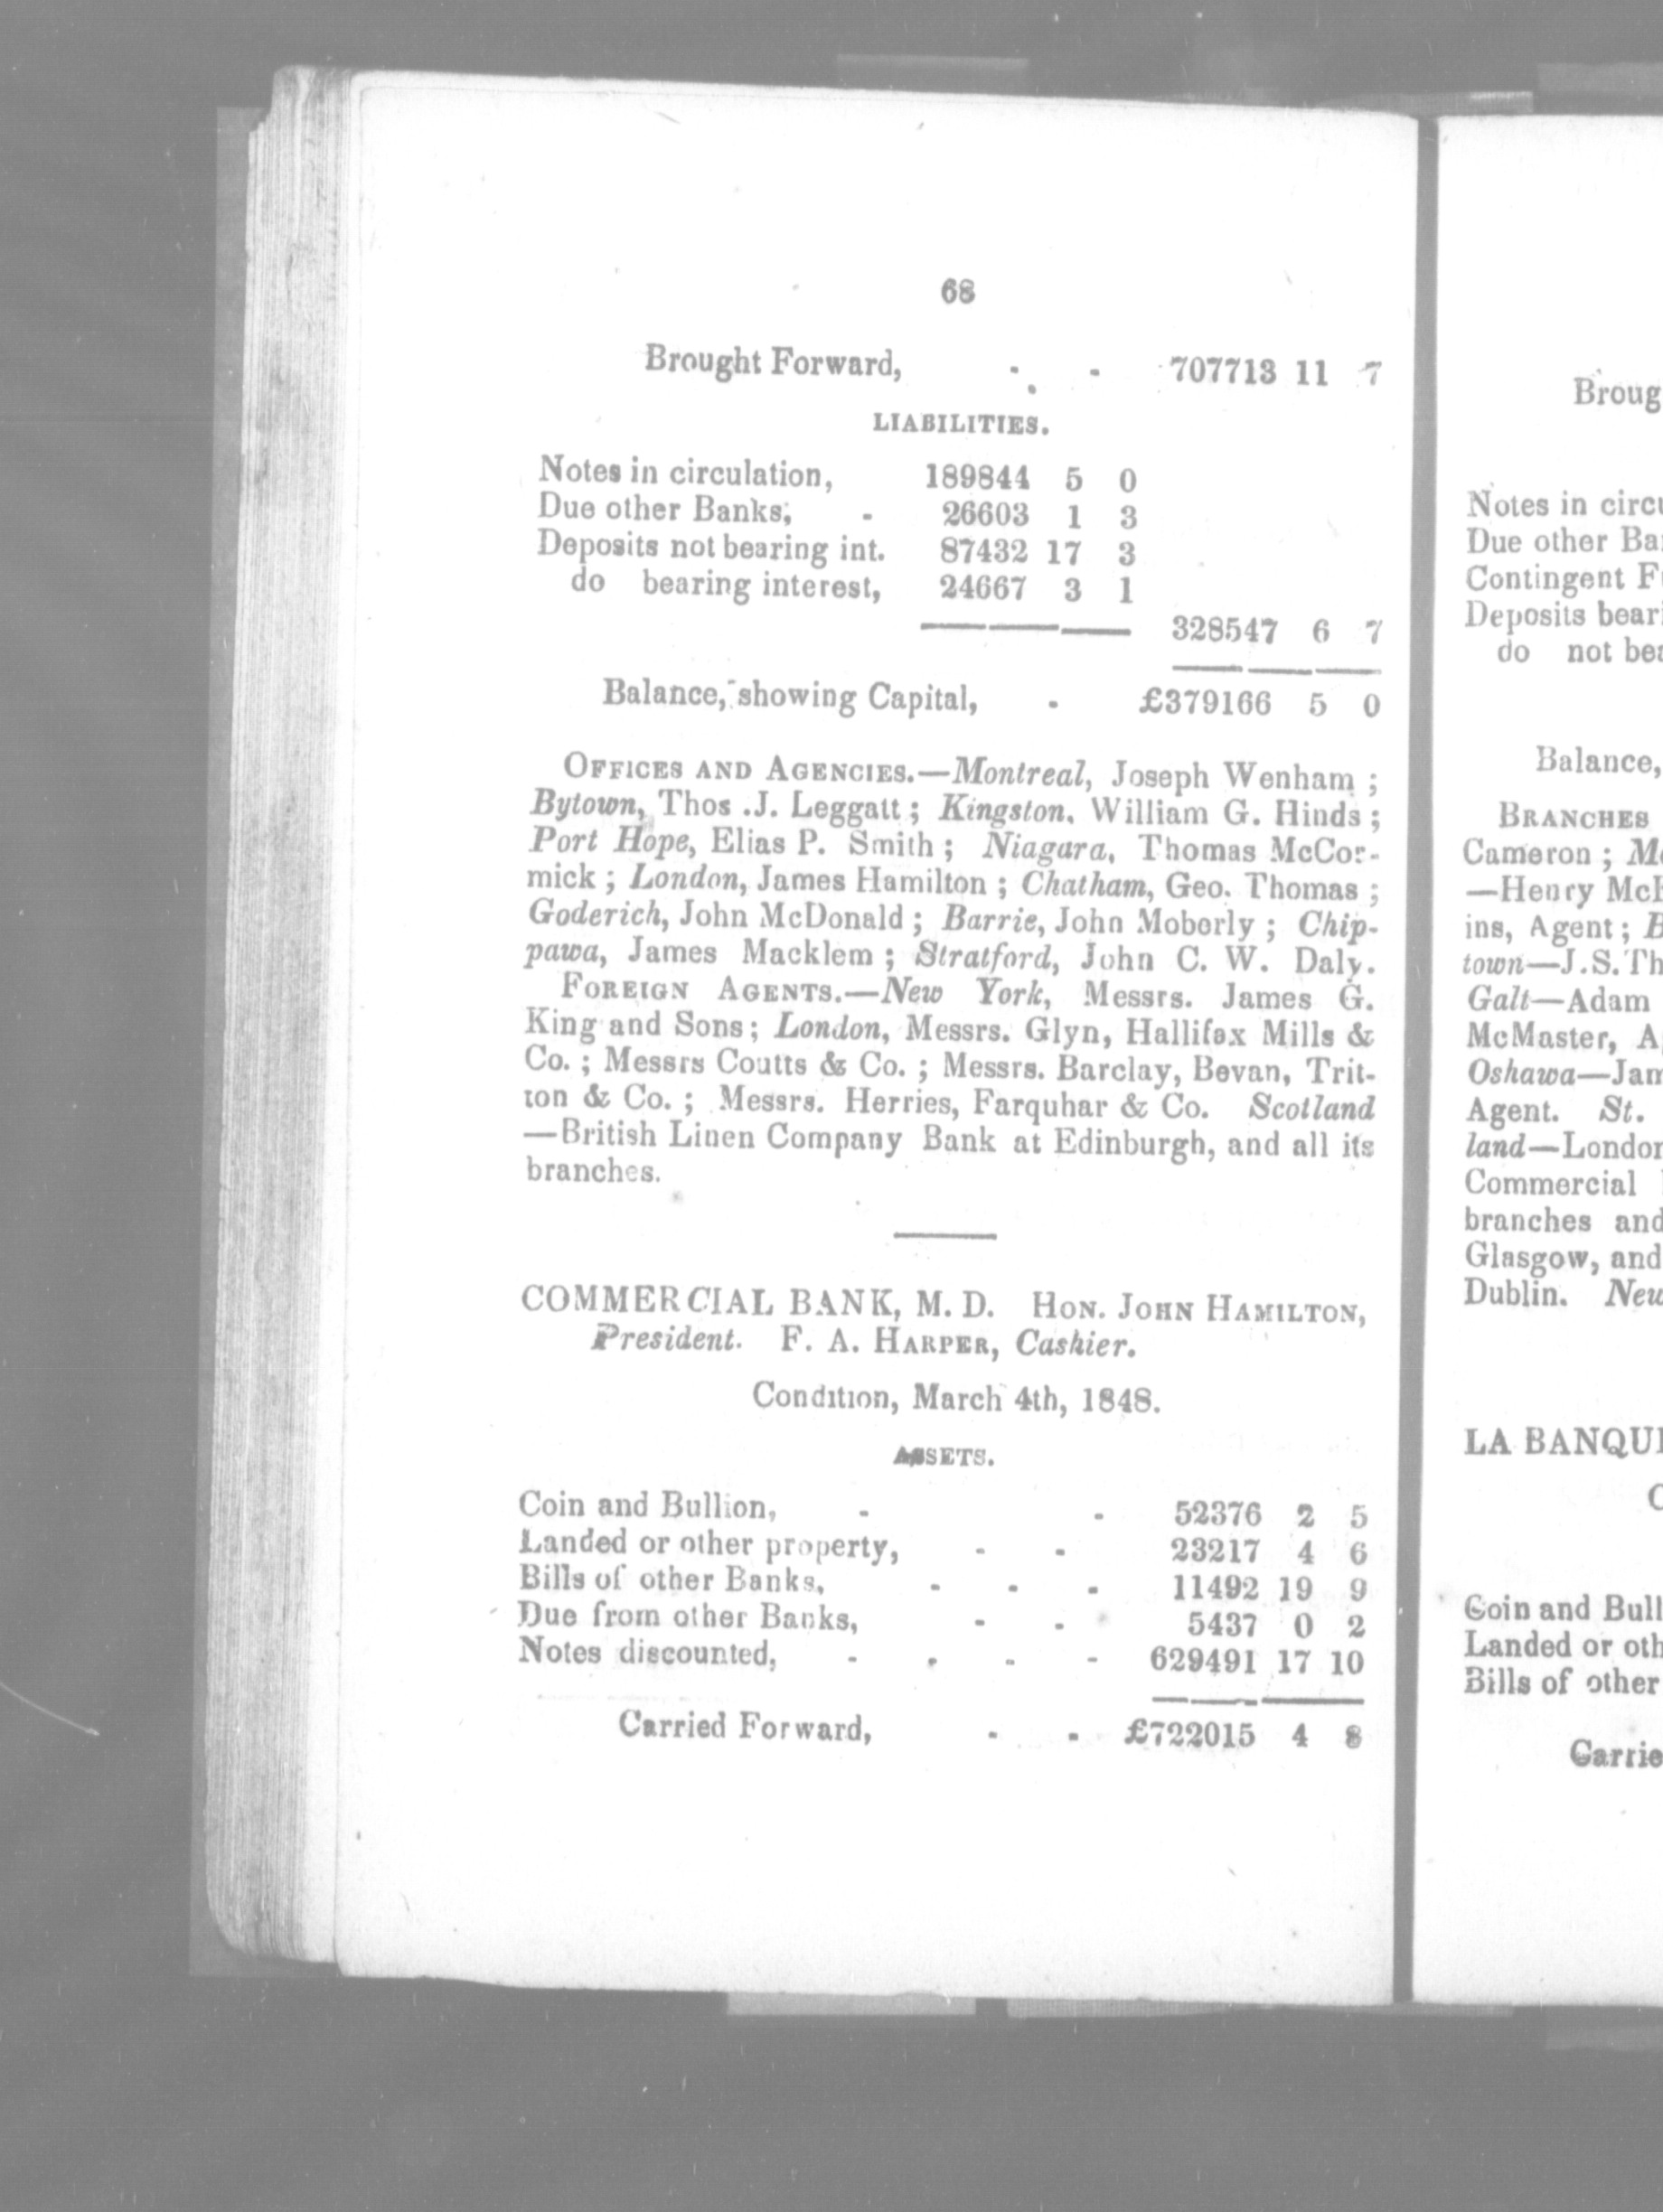 68
Brought Forward, - - 707713 11 7
LIABILITIES.
Notes in circulation, 189844 5 0
Due other Banks, - 26603 1 3
Deposits not bearing int. 87432 17 3
do bearing interest, 24667 3 1
328547 6 7
Balance, showing Capital, - £379166 5 0
OFFICES AND AGENCIES.—Montreal, Joseph Wenham ;
Bytown, Thos .J. Leggatt ; Kingston, William G. Hinds ;
Port Hope, Elias P. Smith ; Niagara, Thomas McCor-
mick ; London, James Hamilton ; Chatham, Geo. Thomas ;
Goderich, John McDonald ; Barrie, John Moberly ; Chip-
pawa, James Macklem ; Stratford, John C. W. Daly.
FOREIGN AGENTS.—New York, Messrs. James G.
King and Sons ; London, Messrs. Glyn, Hallifax Mills &
Co. ; Messrs Coutts & Co. ; Messrs. Barclay, Bevan, Trit-
ton & Co. ; Messrs. Herries, Farquhar & Co. Scotland
—British Linen Company Bank at Edinburgh, and all its
branches.
COMMERCIAL BANK, M. D. HON. JOHN HAMILTON,
President. F. A. HARPER, Cashier.
Condition, March 4th, 1848.
ASSETS.
Coin and Bullion, - - 52376 2 5
Landed or other property, - - 23217 4 6
Bills of other Banks, - - - 11492 19 9
Due from other Banks, - - 5437 0 2
Notes discounted, - - - - 629491 17 10
Carried Forward, - - £722015 4 8
Broug
Notes in circu
Due other Ba
Contingent F
Deposits beari
do not bea
Balance,
BRANCHES
Cameron ; M
—Henry Mc
ins, Agent ; B
town—J.S.Th
Galt—Adam
McMaster, A
Oshawa—Jam
Agent. St.
land—London
Commercial
branches and
Glasgow, and
Dublin. New
LA BANQU
C
Coin and Bull
Landed or oth
Bills of other
Carrie